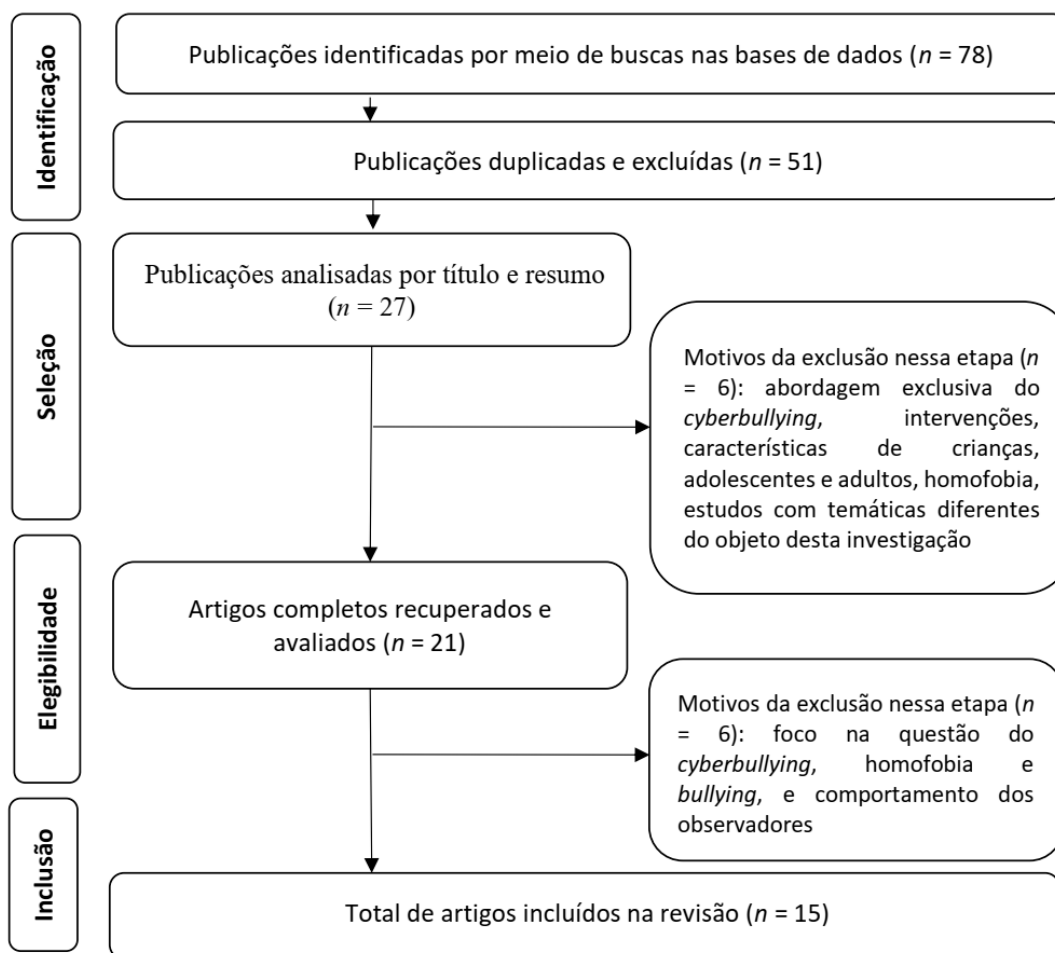 Identificação
Publicações identificadas por meio de buscas nas bases de dados (n = 78)
Publicações duplicadas e excluídas (n = 51)
Seleção
Publicações analisadas por título e resumo
(n = 27)
Motivos da exclusão nessa etapa (n
= 6): abordagem exclusiva do
cyberbullying, intervenções,
características de crianças,
adolescentes e adultos, homofobia,
estudos com temáticas diferentes
do objeto desta investigação
Elegibilidade
Artigos completos recuperados e
avaliados (n = 21)
Motivos da exclusão nessa etapa (n
= 6): foco na questão do
cyberbullying, homofobia e
bullying, e comportamento dos
observadores
Inclusão
Total de artigos incluídos na revisão (n = 15)